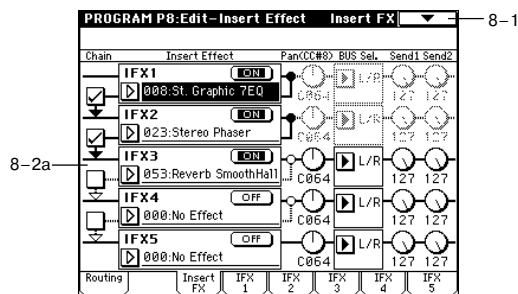 PROGRAM P8:Edit-Insert Effect Insert FX
8-1
Chain Insert Effect Pan(CC#8) BUS Sel. Send1 Send2
IFX1 ON
008:St. Graphic 7EQ C064 L/R 127 127
IFX2 ON
023:Stereo Phaser C064 L/R 127 127
8-2a
IFX3 ON
053:Reverb SmoothHall C064 L/R 127 127
IFX4 OFF
000:No Effect C064 L/R 127 127
IFX5 OFF
000:No Effect C064 L/R 127 127
Routing Insert FX IFX 1 IFX 2 IFX 3 IFX 4 IFX 5